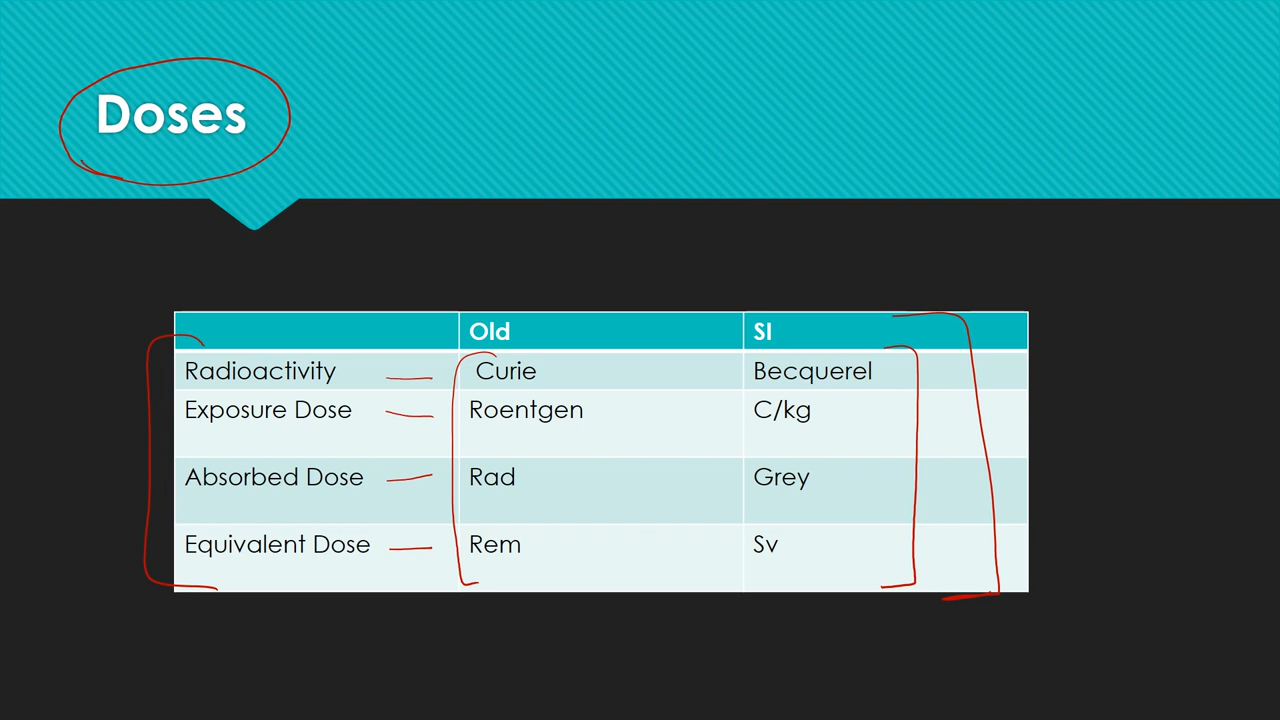 Doses
Old SI
Radioactivity Curie Becquerel
Exposure Dose Roentgen C/kg
Absorbed Dose Rad Grey
Equivalent Dose Rem Sv